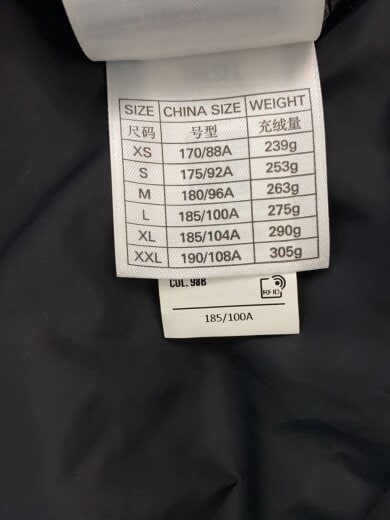 SIZE CHINA SIZE WEIGHT
尺码 号型 充绒量
XS 170/88A 239g
S 175/92A 253g
M 180/96A 263g
L 185/100A 275g
XL 185/104A 290g
XXL 190/108A 305g
COL. 98B
RFID
185/100A